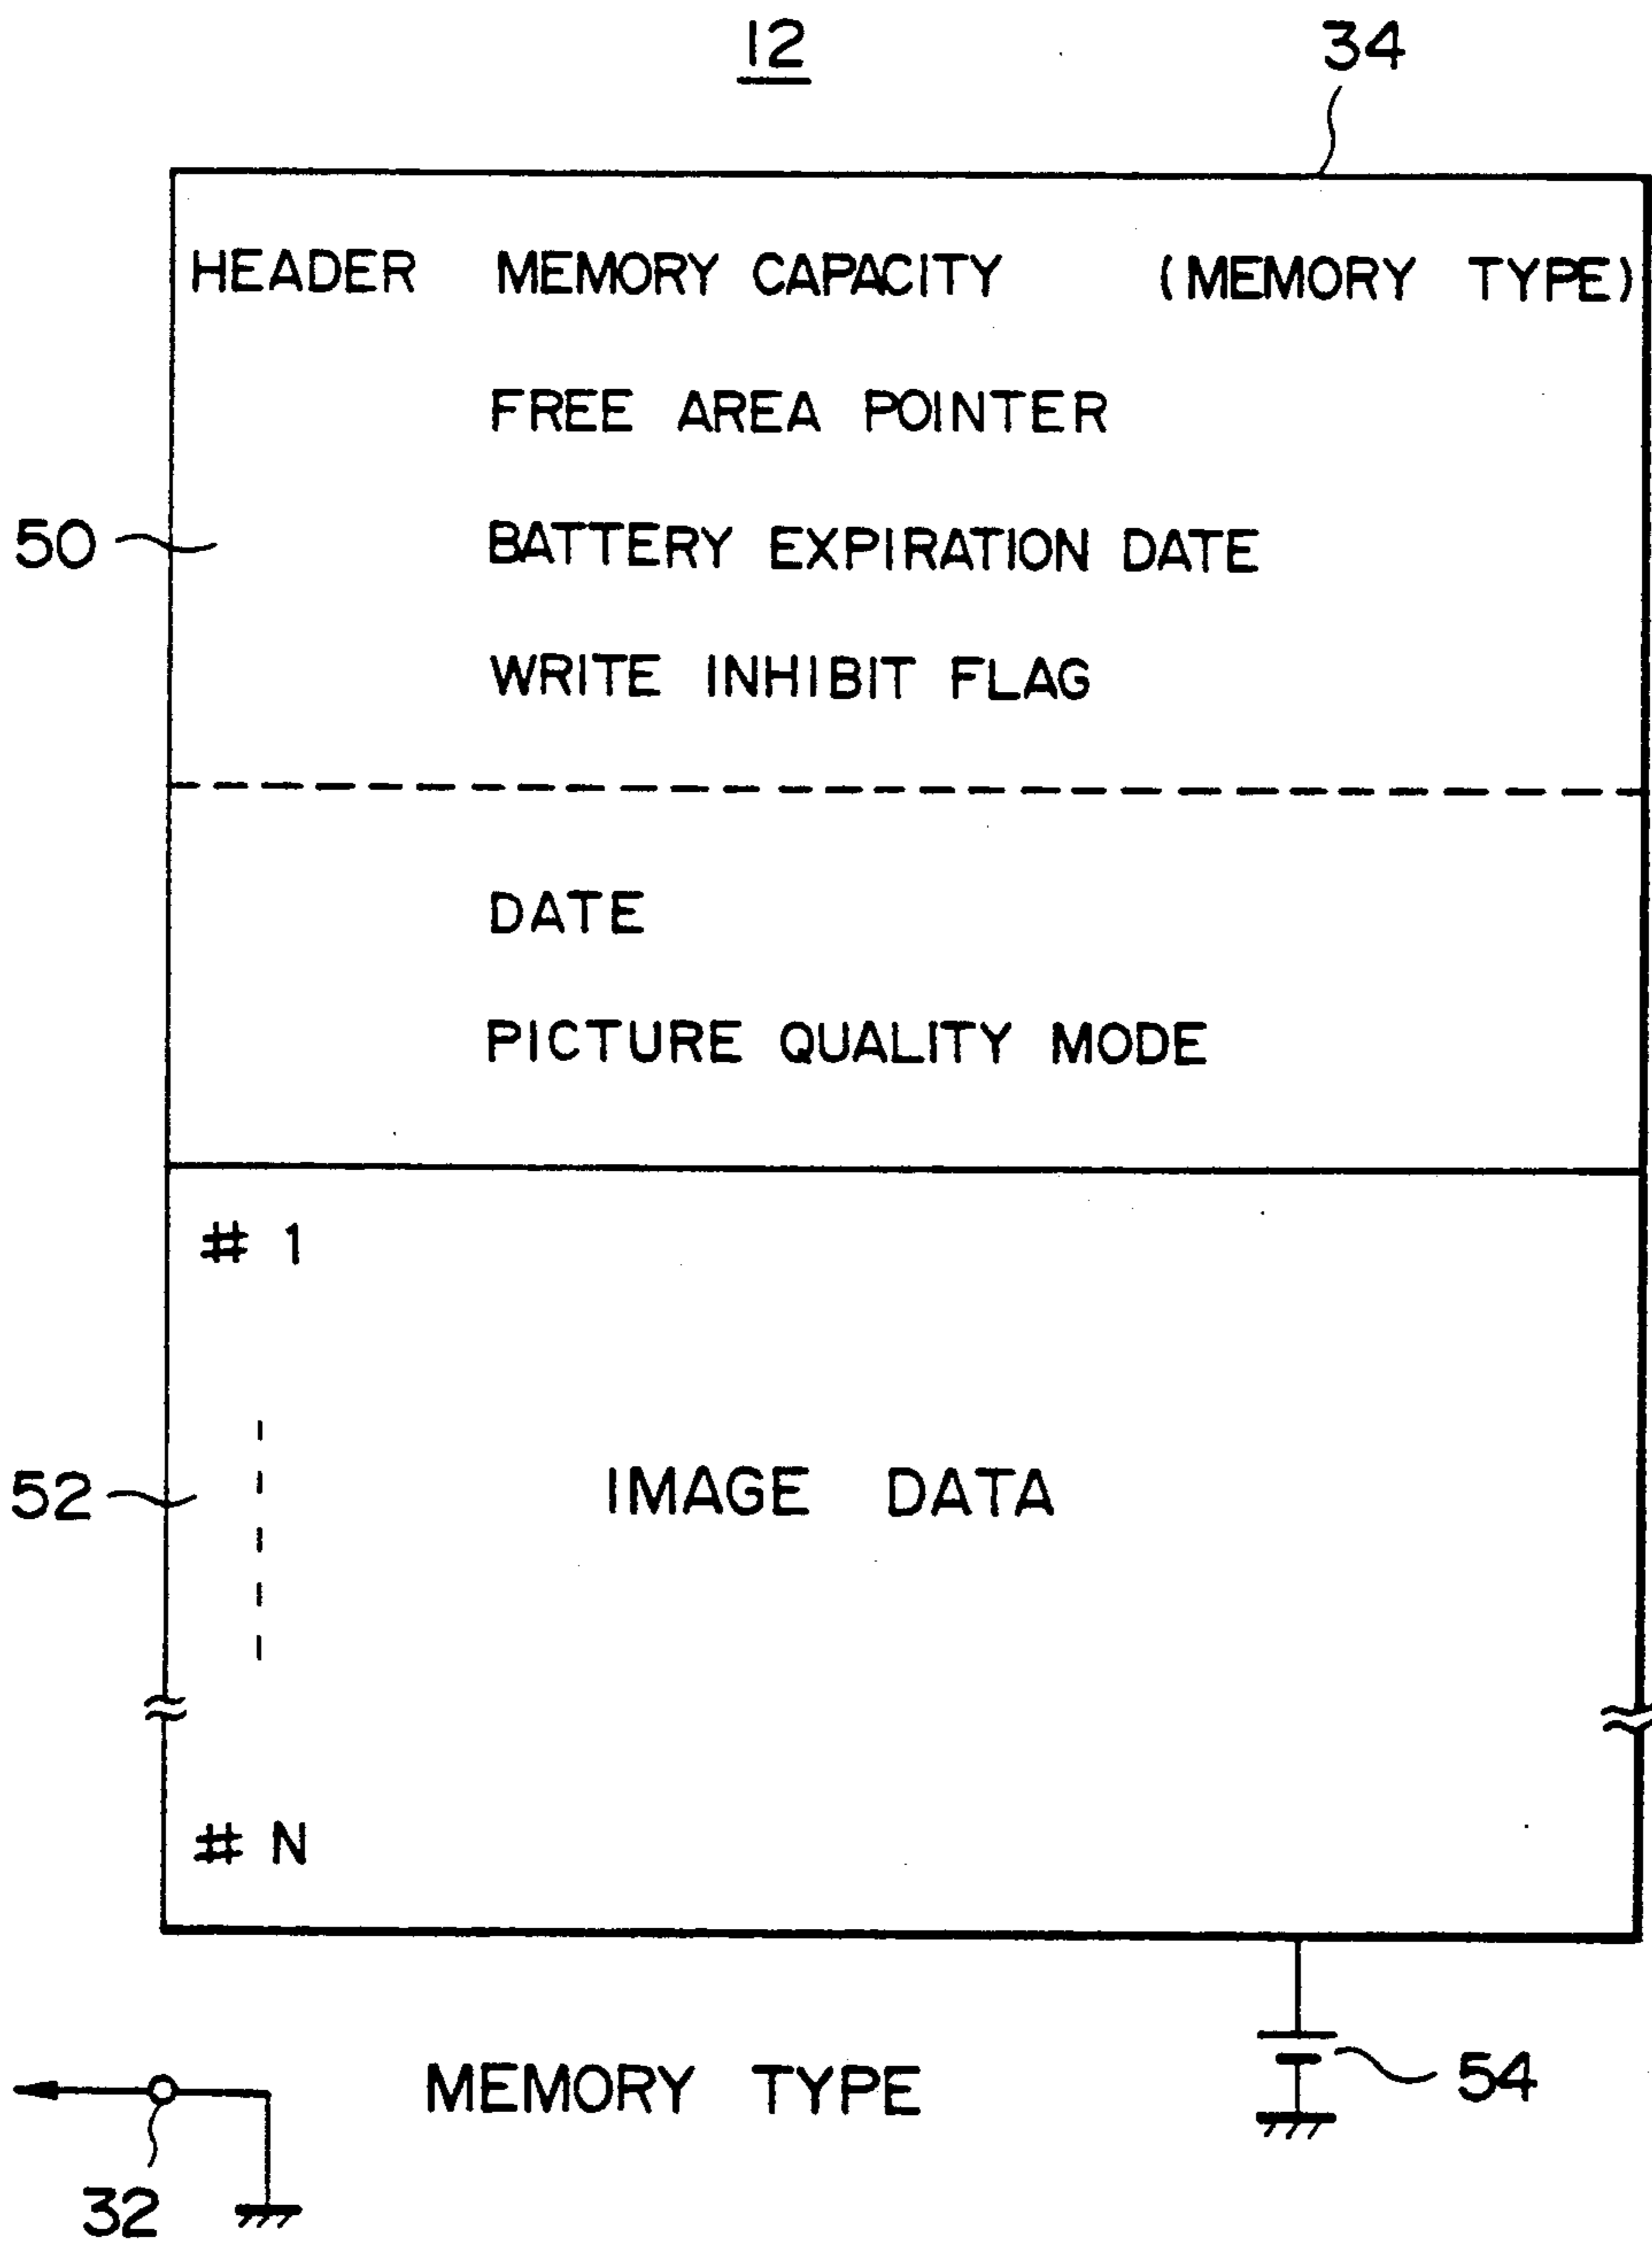 12
34
HEADER MEMORY CAPACITY (MEMORY TYPE)
FREE AREA POINTER
50
BATTERY EXPIRATION DATE
WRITE INHIBIT FLAG
DATE
PICTURE QUALITY MODE
# 1
52
IMAGE DATA
# N
MEMORY TYPE
54
32